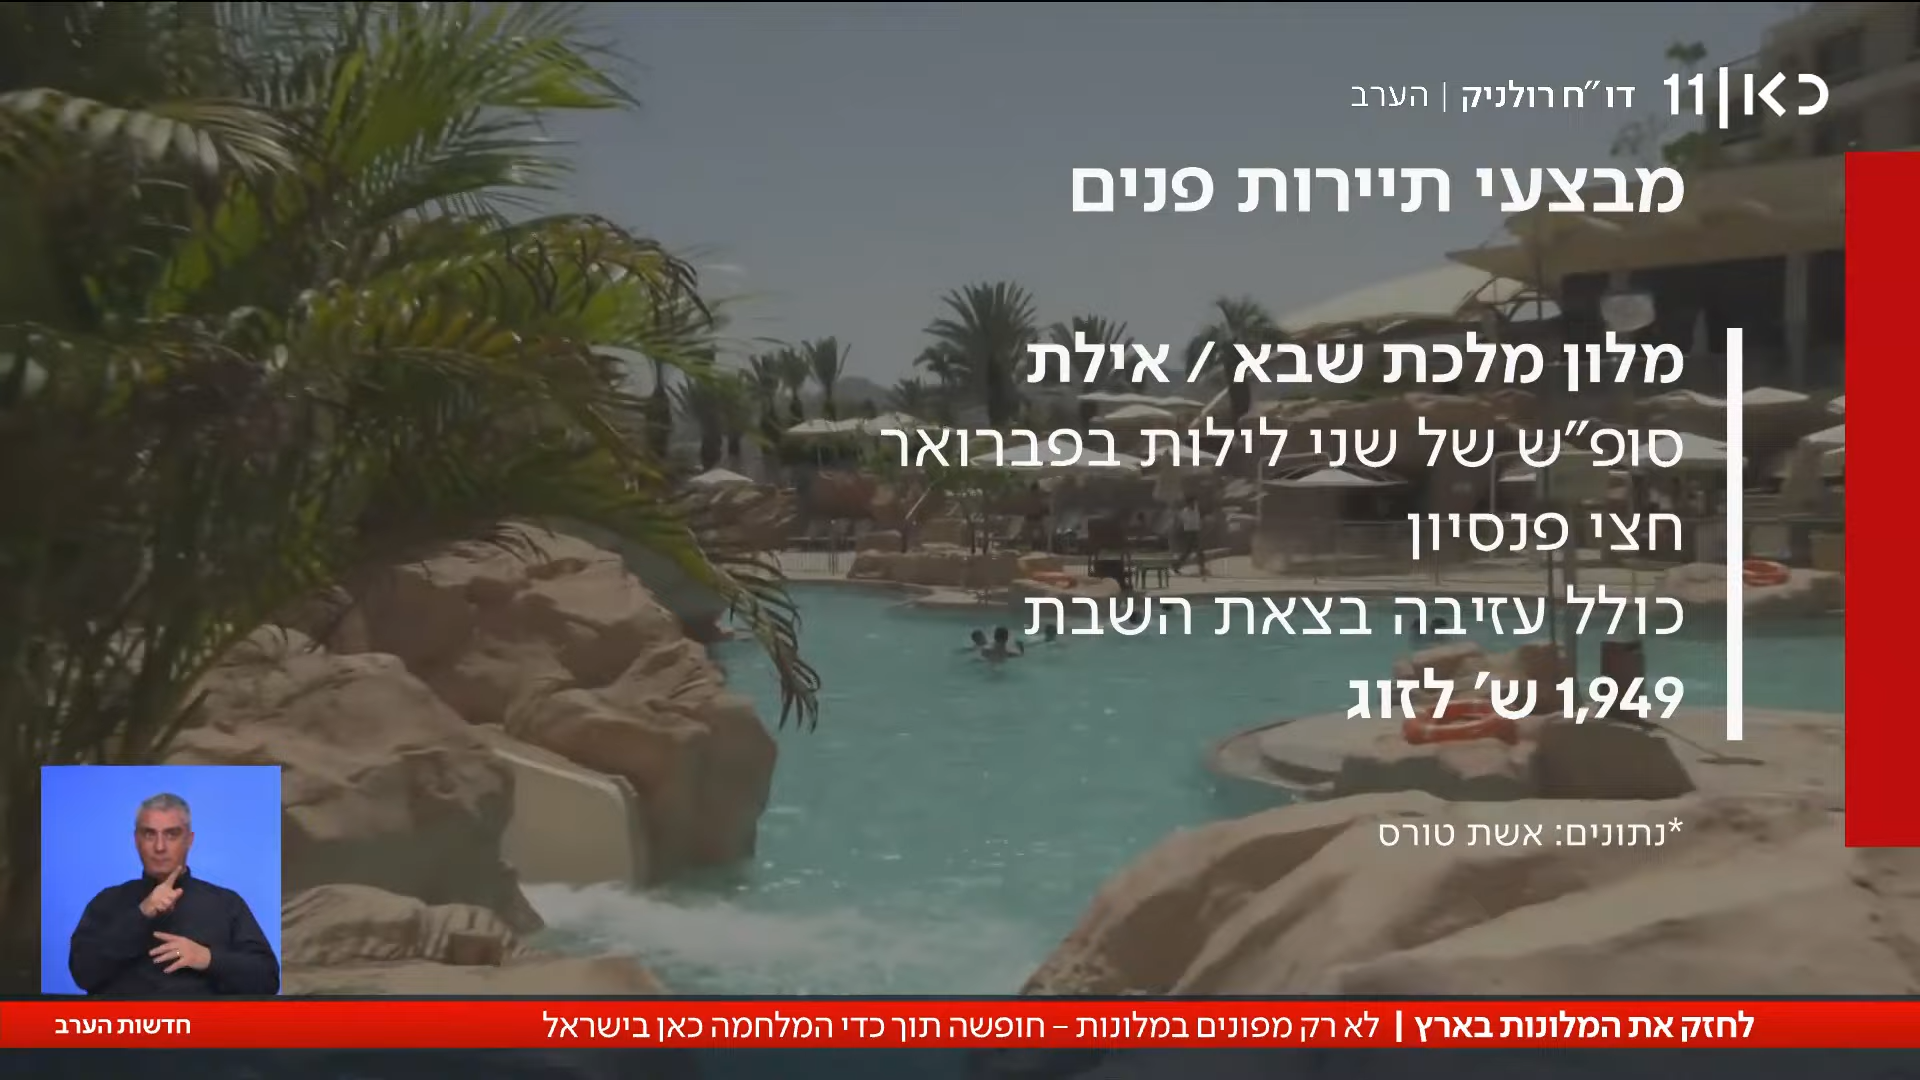 כאן|11 דו״ח רולניק | הערב
מבצעי תיירות פנים
מלון מלכת שבא / אילת
סופ״ש של שני לילות בפברואר
חצי פנסיון
כולל עזיבה בצאת השבת
1,949 ש׳ לזוג
*נתונים: אשת טורס
לחזק את המלונות בארץ | לא רק מפונים במלונות – חופשה תוך כדי המלחמה כאן בישראל
חדשות הערב